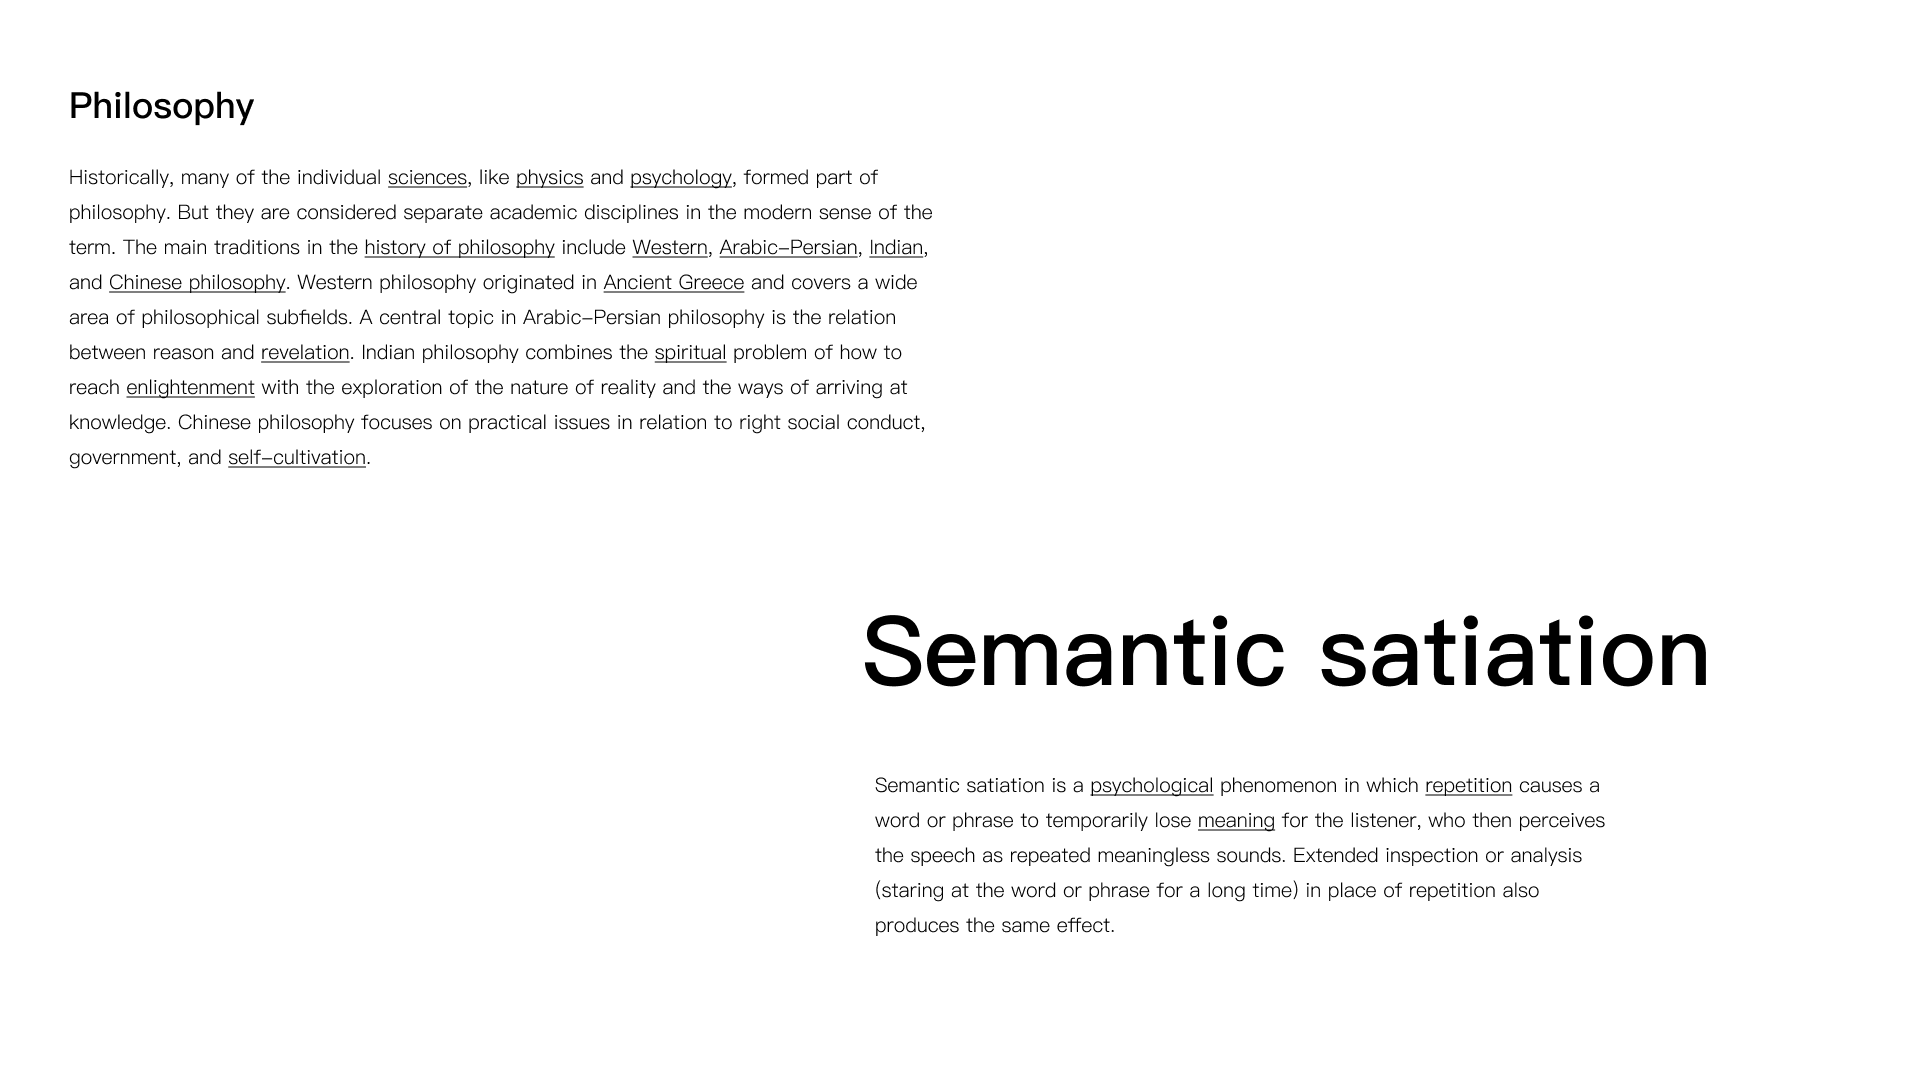 Philosophy
Historically, many of the individual sciences, like physics and psychology, formed part of
philosophy. But they are considered separate academic disciplines in the modern sense of the
term. The main traditions in the history of philosophy include Western, Arabic–Persian, Indian,
and Chinese philosophy. Western philosophy originated in Ancient Greece and covers a wide
area of philosophical subfields. A central topic in Arabic–Persian philosophy is the relation
between reason and revelation. Indian philosophy combines the spiritual problem of how to
reach enlightenment with the exploration of the nature of reality and the ways of arriving at
knowledge. Chinese philosophy focuses on practical issues in relation to right social conduct,
government, and self–cultivation.
Semantic satiation
Semantic satiation is a psychological phenomenon in which repetition causes a
word or phrase to temporarily lose meaning for the listener, who then perceives
the speech as repeated meaningless sounds. Extended inspection or analysis
(staring at the word or phrase for a long time) in place of repetition also
produces the same effect.